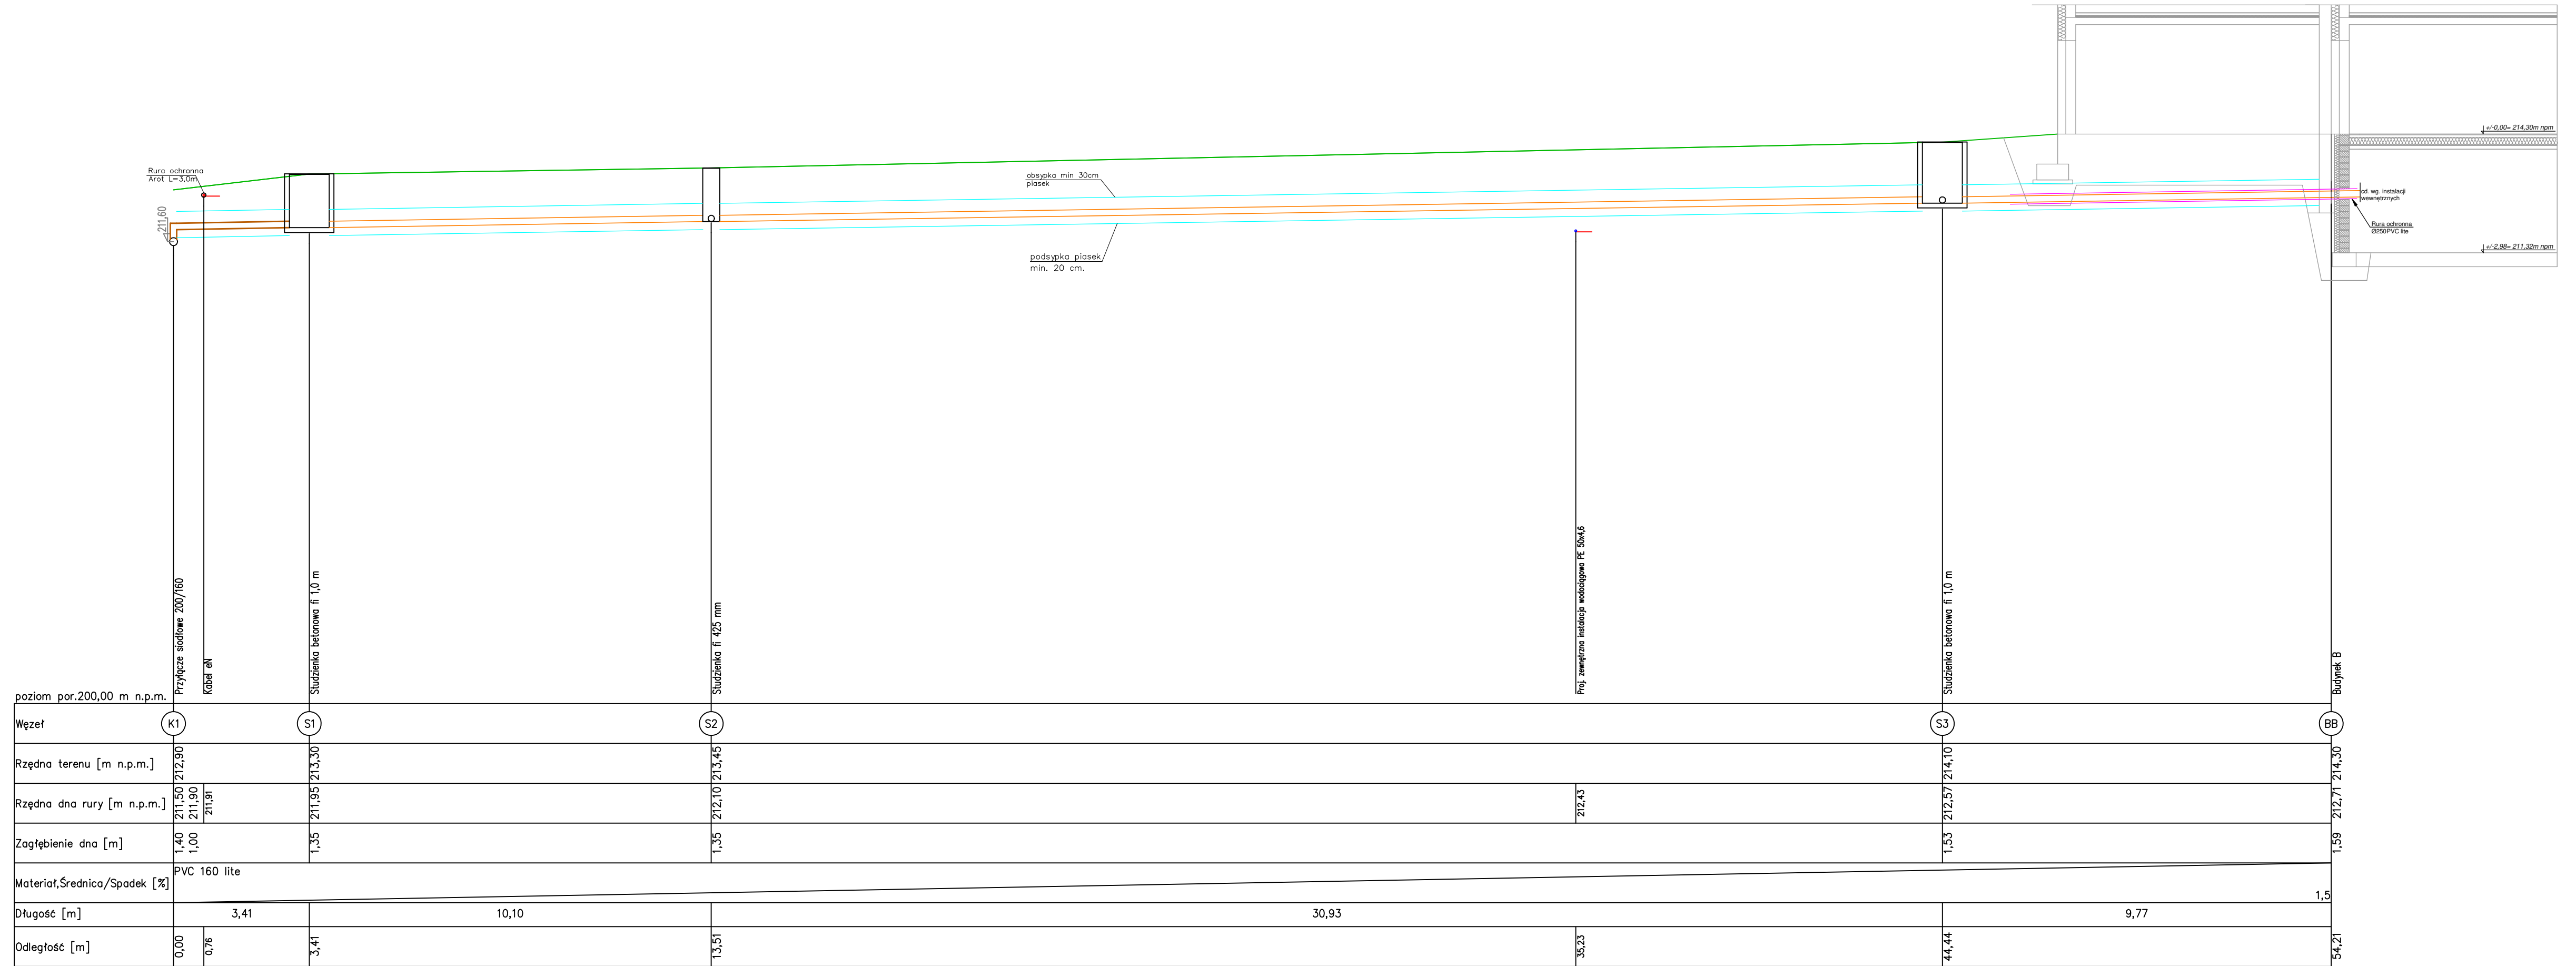 +/-0,00= 214,30m npm
Rura ochronna
Arot L=3,0m
obsypka min 30cm
piasek
211,60
cd. wg. instalacji
wewnętrznych
Rura ochronna
Ø250PVC lite
+/-2,98= 211,32m npm
podsypka piasek
min. 20 cm.
Przyłącze siodłowe 200/160
Kabel eN
Studzienka betonowa fi 1,0 m
Studzienka fi 425 mm
Proj. zewnętrzna instalacja wodociągowa PE 50x4,6
Studzienka betonowa fi 1,0 m
Budynek B
poziom por.200,00 m n.p.m.
Węzeł K1 S1 S2 S3 BB
Rzędna terenu [m n.p.m.] 212,90 213,30 213,45 214,10 214,30
Rzędna dna rury [m n.p.m.] 211,50 211,90 211,91 211,95 212,10 212,43 212,57 212,71
Zagłębienie dna [m] 1,40 1,00 1,35 1,35 1,53 1,59
Materiał,Średnica/Spadek [%] PVC 160 lite 1,5
Długość [m] 3,41 10,10 30,93 9,77
Odległość [m] 0,00 0,76 3,41 13,51 35,23 44,44 54,21